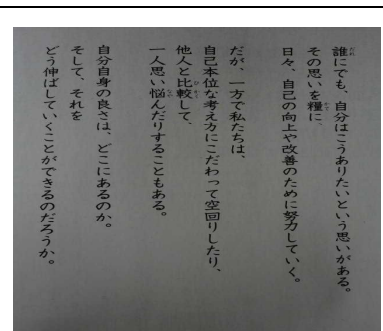 誰にでも、自分はこうありたいという思いがある。
その思いを糧に、
日々、自己の向上や改善のために努力していく。
だが、一方で私たちは、
自己本位な考え方にこだわって空回りしたり、
他人と比較して、
一人思い悩んだりすることもある。
自分自身の良さは、どこにあるのか。
そして、それを
どう伸ばしていくことができるのだろうか。